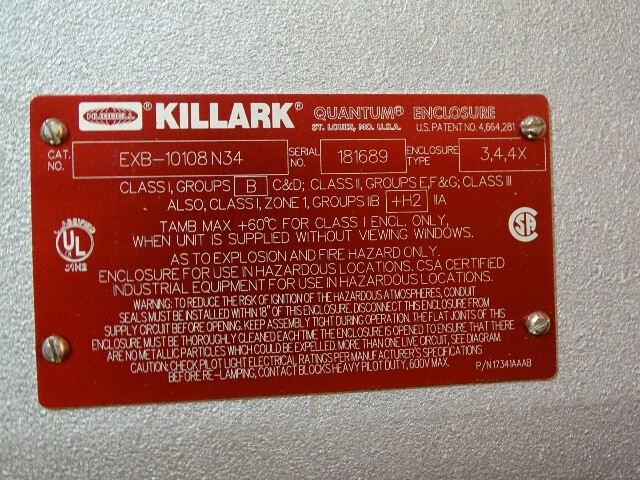 HUBBELL ® KILLARK® QUANTUM® ENCLOSURE
ST. LOUIS, MO. U.S.A. U.S. PATENT NO. 4,664,281
CAT. NO. EXB-10108 N34 SERIAL NO. 181689 ENCLOSURE TYPE 3,4,4X
CLASS I, GROUPS B C&D; CLASS II, GROUPS E,F&G; CLASS III
ALSO, CLASS I, ZONE 1, GROUPS IIB +H2 IIA
TAMB MAX +60°C FOR CLASS I ENCL. ONLY,
WHEN UNIT IS SUPPLIED WITHOUT VIEWING WINDOWS.
CLASSIFIED
UL
31H2
SA
AS TO EXPLOSION AND FIRE HAZARD ONLY.
ENCLOSURE FOR USE IN HAZARDOUS LOCATIONS. CSA CERTIFIED
INDUSTRIAL EQUIPMENT FOR USE IN HAZARDOUS LOCATIONS.
WARNING: TO REDUCE THE RISK OF IGNITION OF THE HAZARDOUS ATMOSPHERES, CONDUIT
SEALS MUST BE INSTALLED WITHIN 18" OF THIS ENCLOSURE. DISCONNECT THIS ENCLOSURE FROM
SUPPLY CIRCUIT BEFORE OPENING. KEEP ASSEMBLY TIGHT DURING OPERATION. THE FLAT JOINTS OF THIS
ENCLOSURE MUST BE THOROUGHLY CLEANED EACH TIME THE ENCLOSURE IS OPENED TO ENSURE THAT THERE
ARE NO METALLIC PARTICLES WHICH COULD BE EXPELLED. MORE THAN ONE LIVE CIRCUIT, SEE DIAGRAM.
CAUTION: CHECK PILOT LIGHT ELECTRICAL RATINGS PER MANUFACTURER'S SPECIFICATIONS
BEFORE RE-LAMPING, CONTACT BLOCKS HEAVY PILOT DUTY, 600V MAX. P/N 17341AAAB